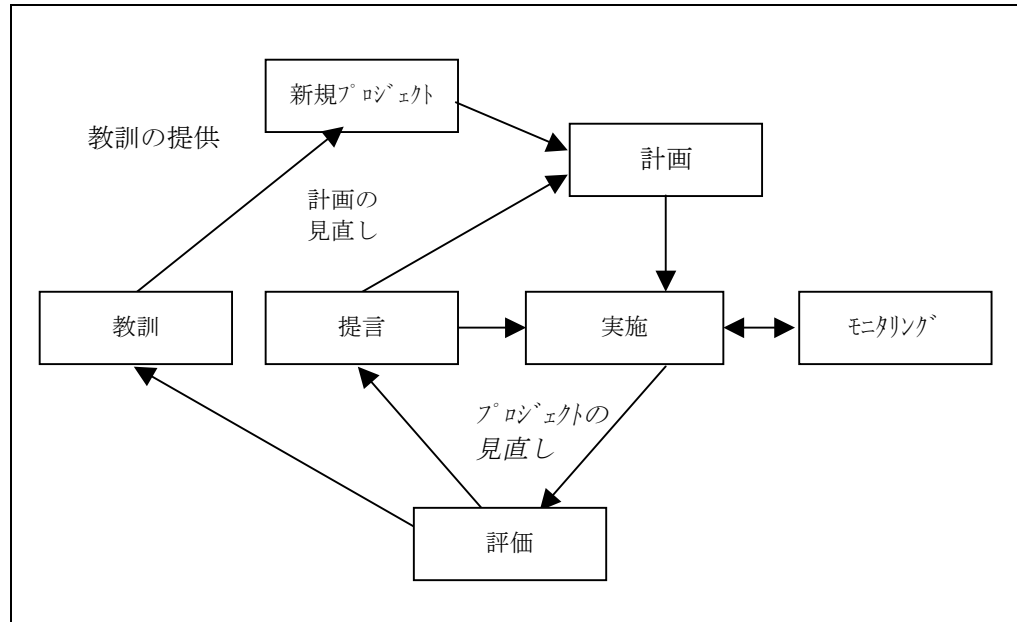 新規ﾌﾟﾛｼﾞｪｸﾄ
教訓の提供
計画
計画の
見直し
教訓
提言
実施
ﾓﾆﾀﾘﾝｸﾞ
ﾌﾟﾛｼﾞｪｸﾄの
見直し
評価